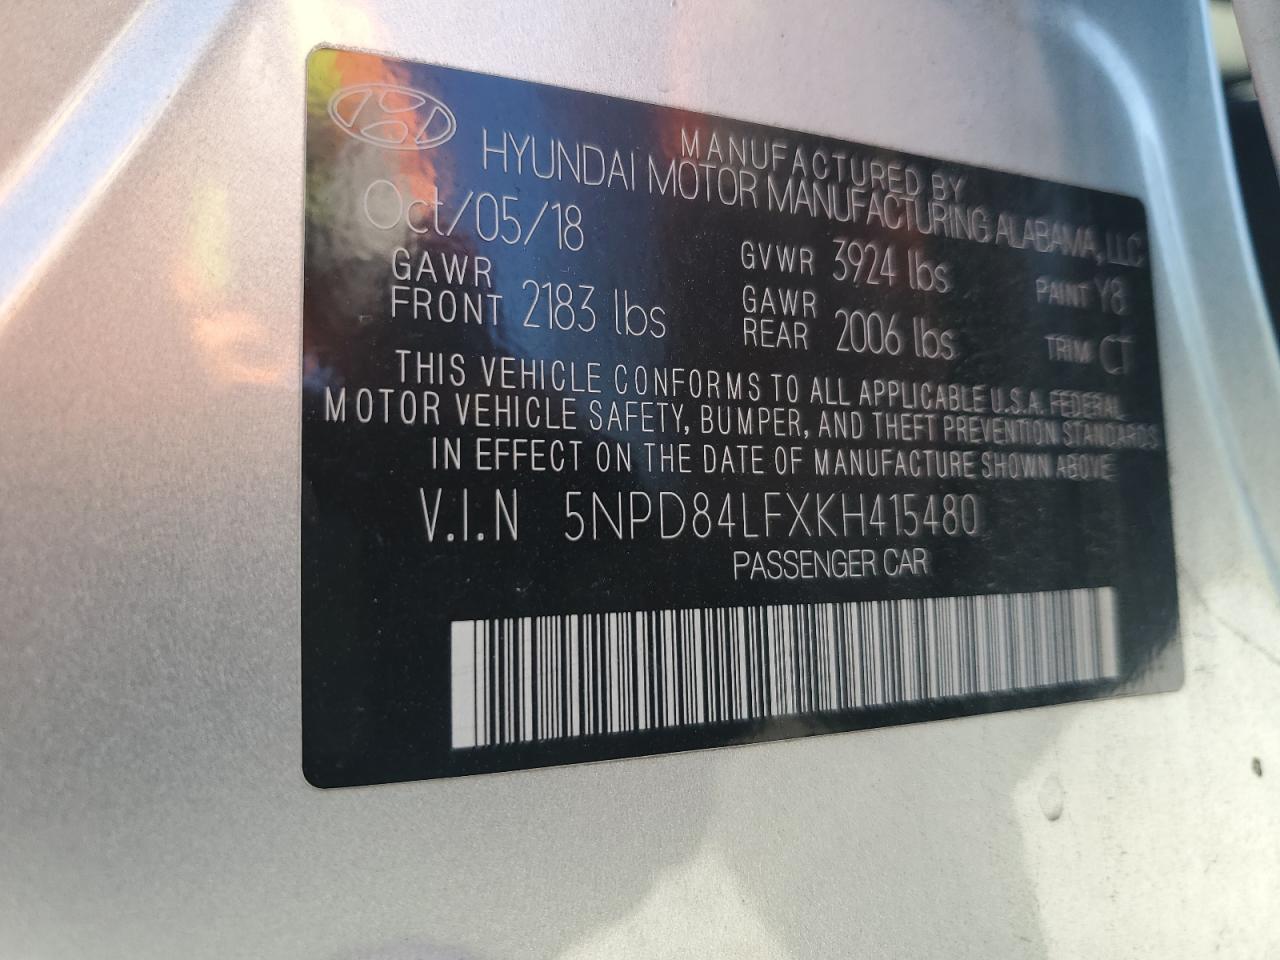 MANUFACTURED BY
HYUNDAI MOTOR MANUFACTURING ALABAMA, LLC
Oct/05/18
GVWR 3924 lbs PAINT Y8
GAWR FRONT 2183 lbs GAWR REAR 2006 lbs TRIM CT
THIS VEHICLE CONFORMS TO ALL APPLICABLE U.S.A. FEDERAL
MOTOR VEHICLE SAFETY, BUMPER, AND THEFT PREVENTION STANDARDS
IN EFFECT ON THE DATE OF MANUFACTURE SHOWN ABOVE
V.I.N 5NPD84LFXKH415480
PASSENGER CAR